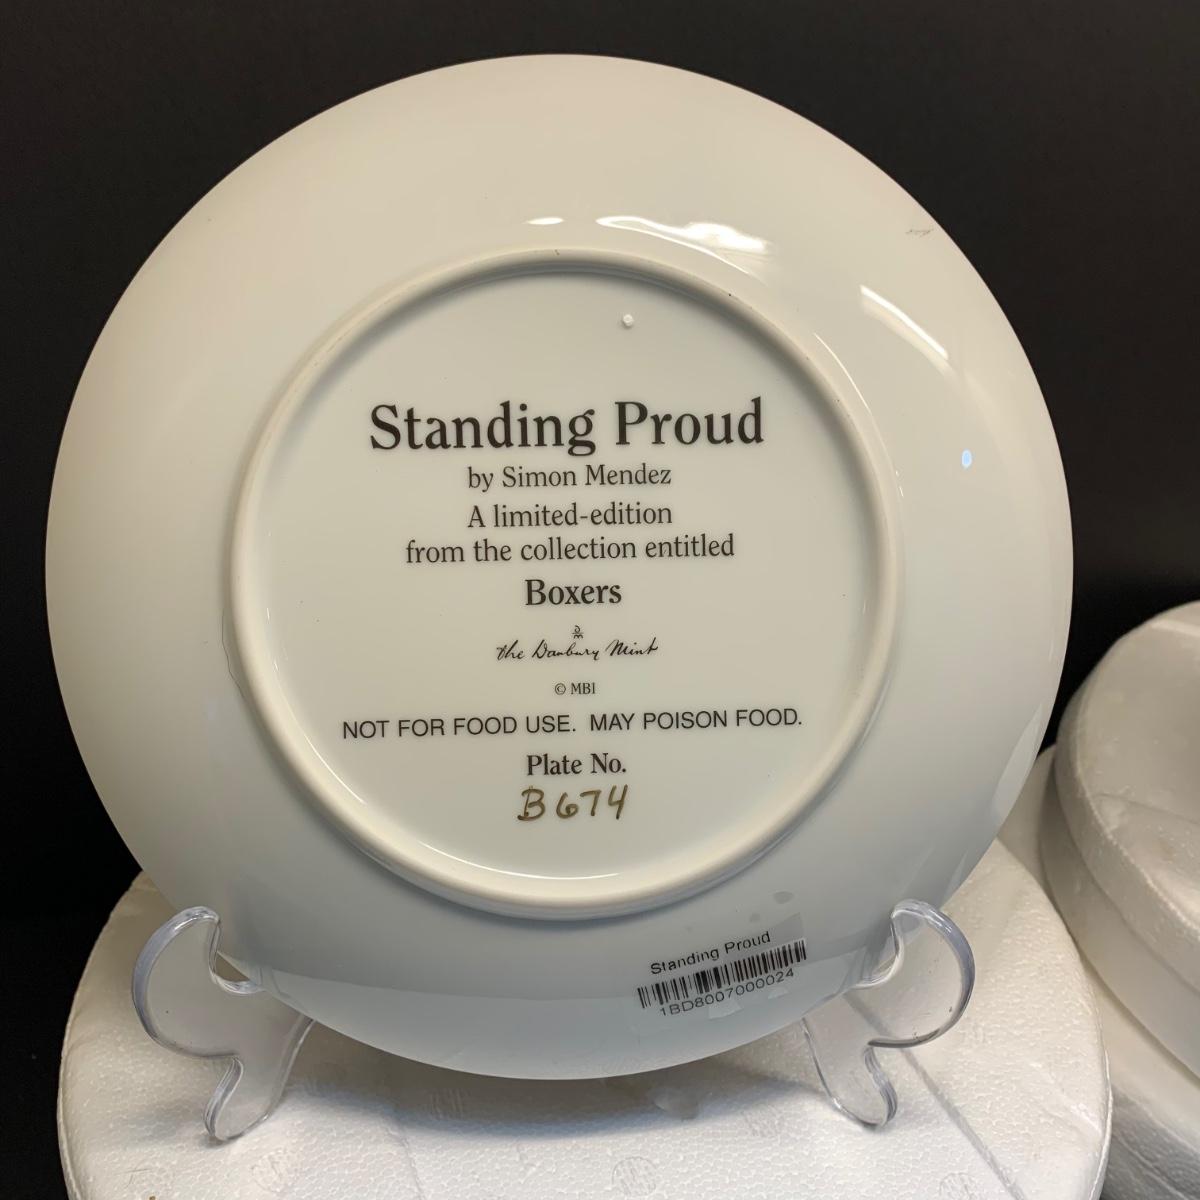 Standing Proud
by Simon Mendez
A limited-edition
from the collection entitled
Boxers
DM
the Danbury Mint
© MBI
NOT FOR FOOD USE. MAY POISON FOOD.
Plate No.
B674
Standing Proud
1BD8007000024